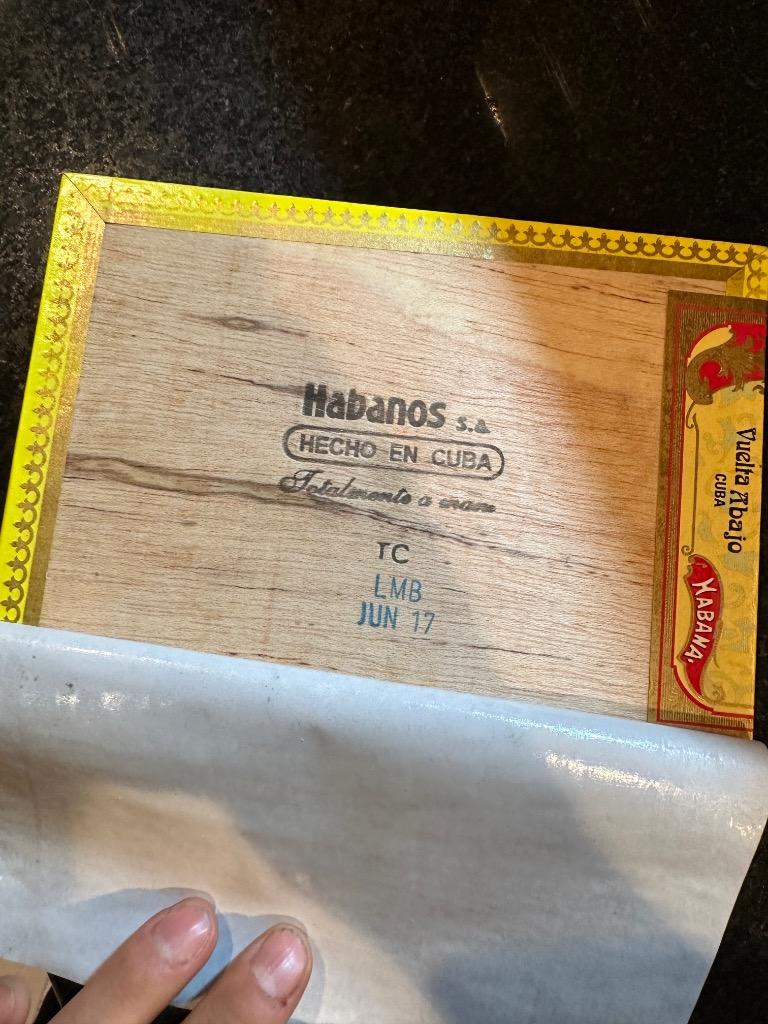 Habanos s.a
HECHO EN CUBA
Totalmente a mano
TC
LMB
JUN 17
Vuelta Abajo
CUBA
HABANA.